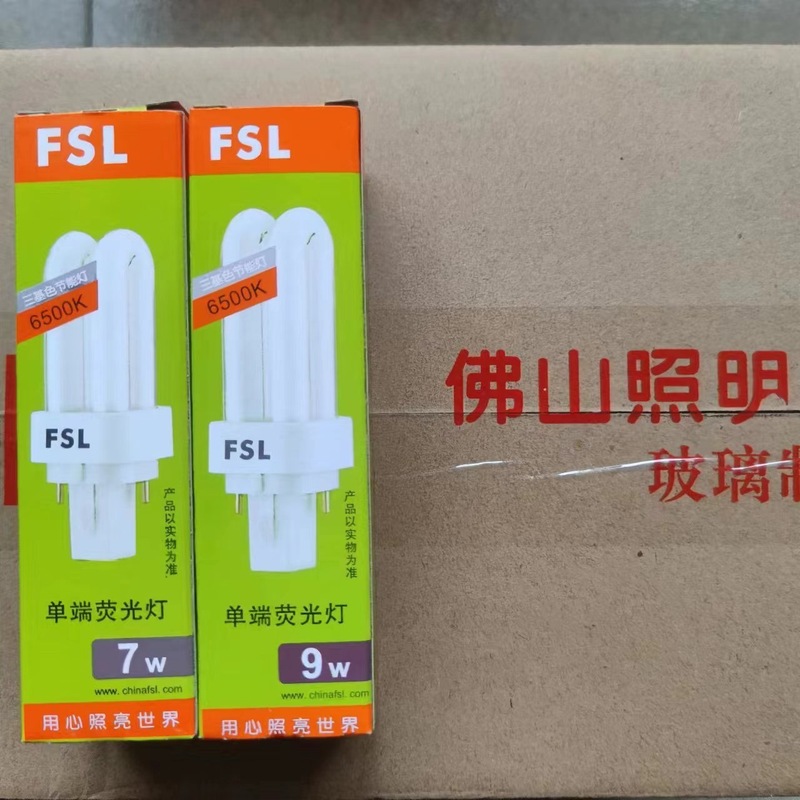 FSL
三基色节能灯
6500K
FSL
产品以实物为准.
单端荧光灯
7w
www.chinafsl.com
用心照亮世界
FSL
三基色节能灯
6500K
FSL
产品以实物为准
单端荧光灯
9w
www.chinafsl.com
用心照亮世界
佛山照明
玻璃制